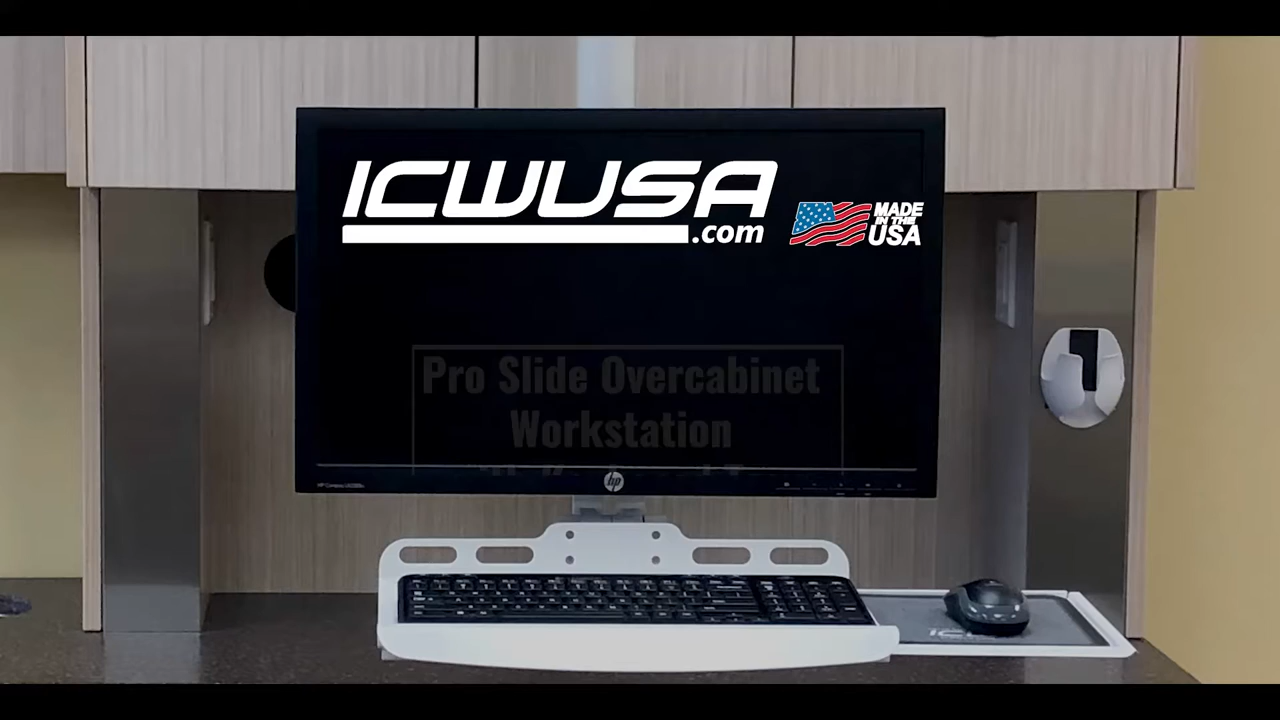 ICWUSA
.com
MADE
IN THE
USA
Pro Slide Overcabinet
Workstation
hp